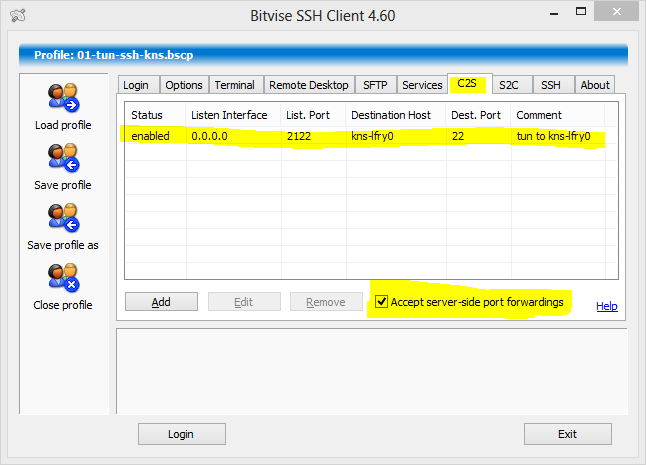 Bitvise SSH Client 4.60
Profile: 01-tun-ssh-kns.bscp
Load profile
Save profile
Save profile as
Close profile
Login Options Terminal Remote Desktop SFTP Services C2S S2C SSH About
Status Listen Interface List. Port Destination Host Dest. Port Comment
enabled 0.0.0.0 2122 kns-lfry0 22 tun to kns-lfry0
Add Edit Remove Accept server-side port forwardings Help
Login Exit